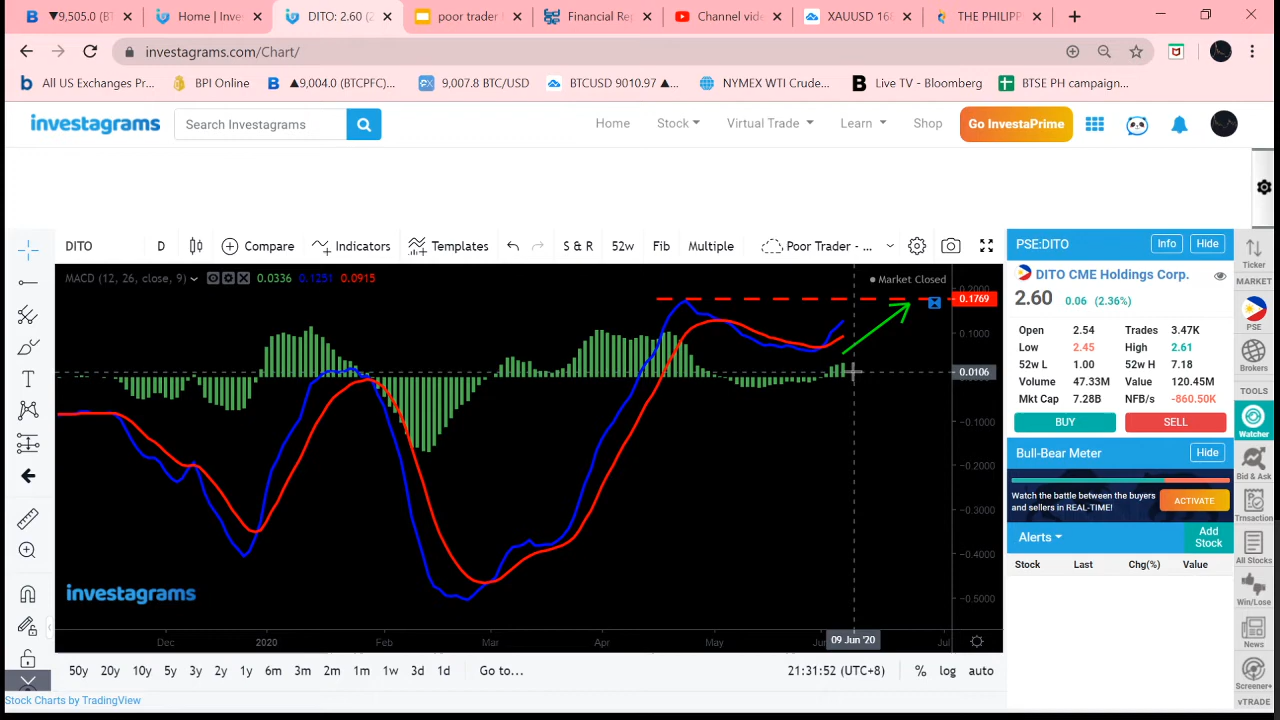 ▼9,505.0 (BT
Home | Inve
DITO: 2.60 (2
poor trader
Financial Re
Channel vide
XAUUSD 168
THE PHILIPP
investagrams.com/Chart/
All US Exchanges Pr...
BPI Online
▲9,004.0 (BTCPFC)...
9,007.8 BTC/USD
BTCUSD 9010.97 ▲...
NYMEX WTI Crude...
Live TV - Bloomberg
BTSE PH campaign...
investagrams
Search Investagrams
Home
Stock
Virtual Trade
Learn
Shop
Go InvestaPrime
DITO
D
Compare
Indicators
Templates
S & R
52w
Fib
Multiple
Poor Trader - ...
MACD (12, 26, close, 9)
0.0336
0.1251
0.0915
Market Closed
0.2000
0.1769
0.1000
0.0106
-0.1000
-0.2000
-0.3000
-0.4000
-0.5000
investagrams
Dec
2020
Feb
Mar
Apr
May
Jun
09 Jun '20
Jul
50y
20y
10y
5y
3y
2y
1y
6m
3m
2m
1m
1w
3d
1d
Go to...
21:31:52 (UTC+8)
%
log
auto
Stock Charts by TradingView
PSE:DITO
Info
Hide
DITO CME Holdings Corp.
2.60
0.06 (2.36%)
Open 2.54 Trades 3.47K
Low 2.45 High 2.61
52w L 1.00 52w H 7.18
Volume 47.33M Value 120.45M
Mkt Cap 7.28B NFB/s -860.50K
BUY
SELL
Bull-Bear Meter
Hide
Watch the battle between the buyers
and sellers in REAL-TIME!
ACTIVATE
Alerts
Add
Stock
Stock Last Chg(%) Value
Ticker
MARKET
PSE
Brokers
TOOLS
Watcher
Bid & Ask
Trnsaction
All Stocks
Win/Lose
News
Screener+
vTRADE